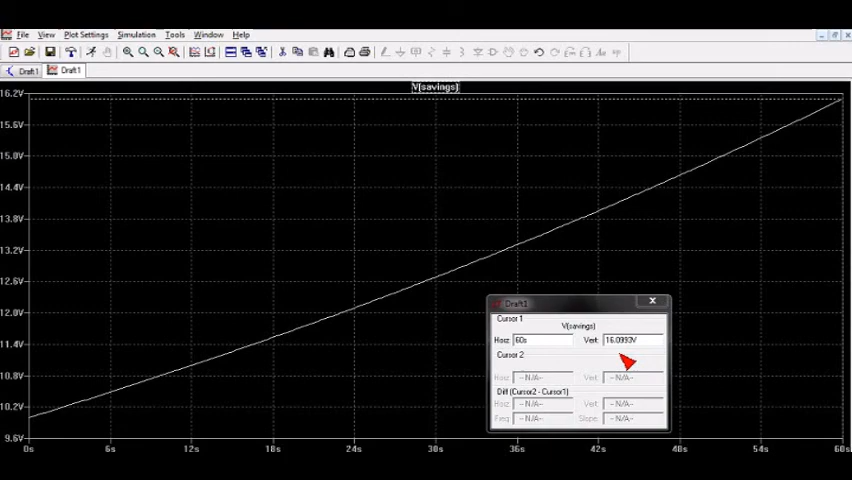 File View Plot Settings Simulation Tools Window Help
Draft1 Draft1
V[savings]
16.2V
15.6V
15.0V
14.4V
13.8V
13.2V
12.6V
12.0V
11.4V
10.8V
10.2V
9.6V
0s 6s 12s 18s 24s 30s 36s 42s 48s 54s 60s
Draft1
Cursor 1
V(savings)
Horz: 60s Vert: 16.0993V
Cursor 2
Horz: -- N/A-- Vert: -- N/A--
Diff (Cursor2 - Cursor1)
Horz: -- N/A-- Vert: -- N/A--
Freq: -- N/A-- Slope: -- N/A--